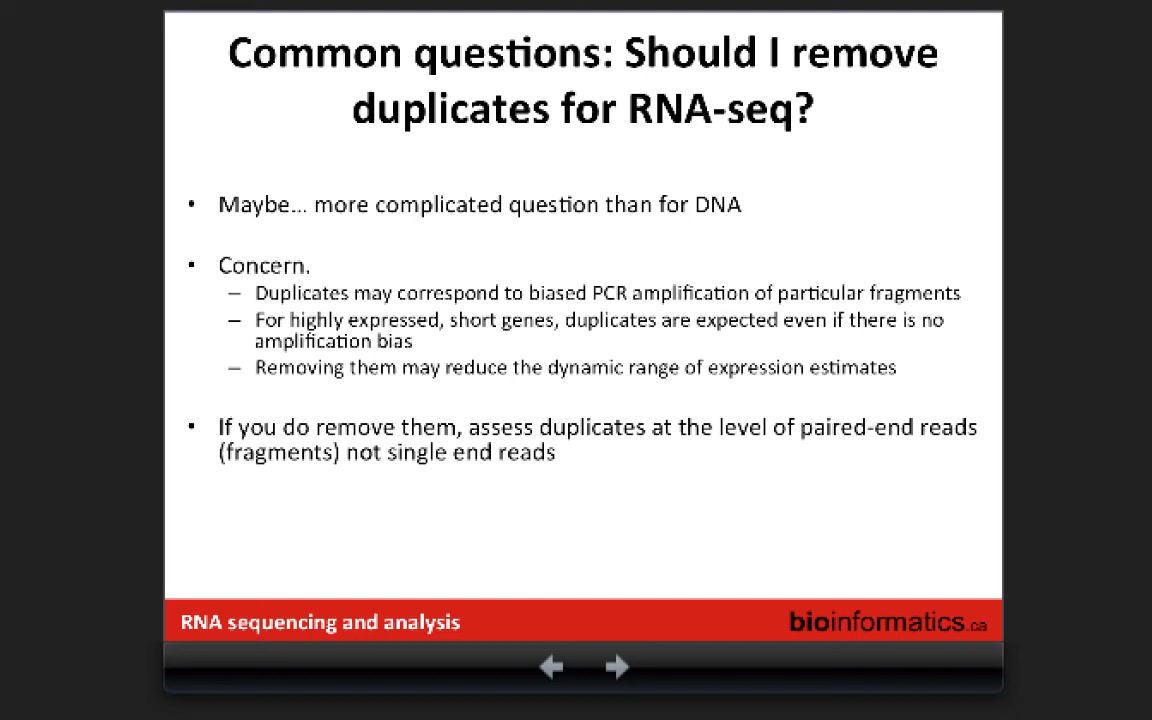 Common questions: Should I remove
duplicates for RNA-seq?
• Maybe… more complicated question than for DNA
• Concern.
– Duplicates may correspond to biased PCR amplification of particular fragments
– For highly expressed, short genes, duplicates are expected even if there is no
amplification bias
– Removing them may reduce the dynamic range of expression estimates
• If you do remove them, assess duplicates at the level of paired-end reads
(fragments) not single end reads
RNA sequencing and analysis
bioinformatics.ca